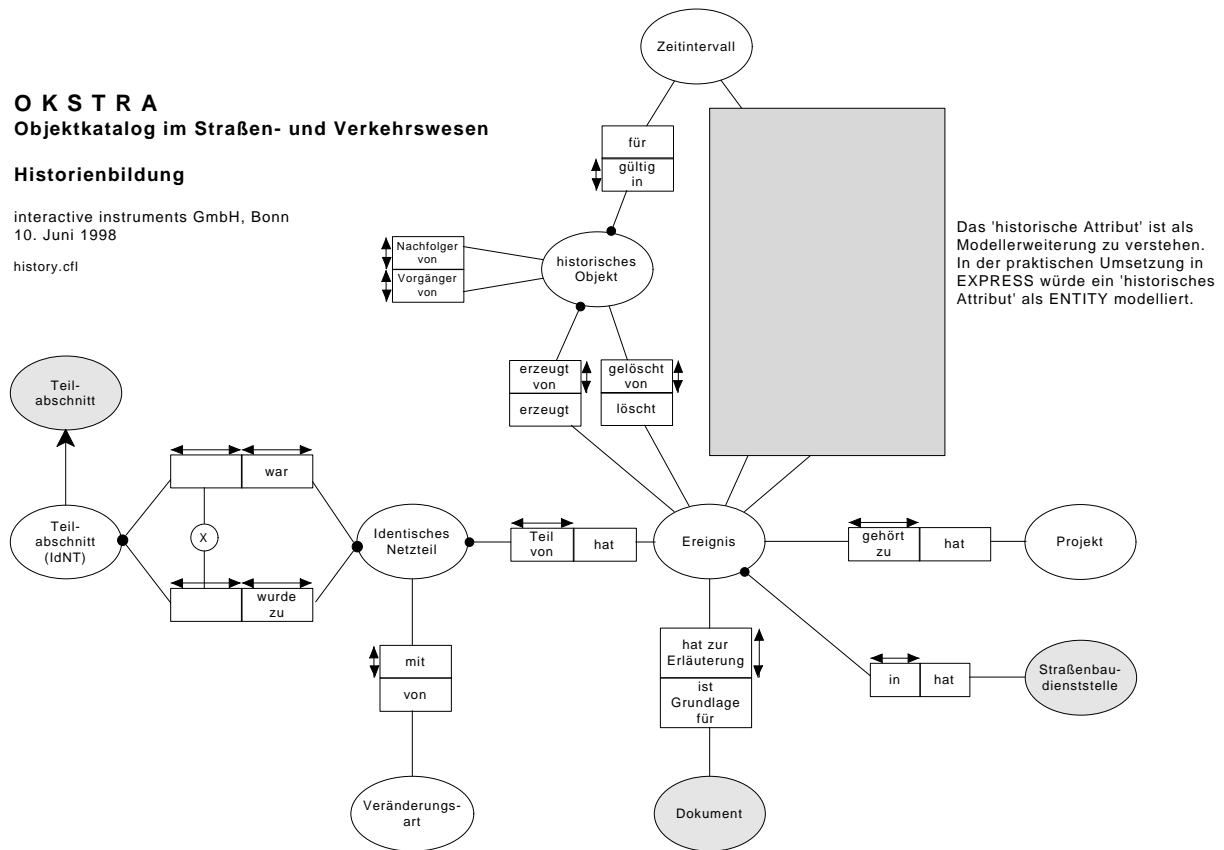 O K S T R A
Objektkatalog im Straßen- und Verkehrswesen
Historienbildung
interactive instruments GmbH, Bonn
10. Juni 1998
history.cfl
Zeitintervall
für
gültig
in
Nachfolger
von
Vorgänger
von
historisches
Objekt
Das 'historische Attribut' ist als
Modellerweiterung zu verstehen.
In der praktischen Umsetzung in
EXPRESS würde ein 'historisches
Attribut' als ENTITY modelliert.
erzeugt
von
erzeugt
gelöscht
von
löscht
Teil-
abschnitt
war
Teil-
abschnitt
(IdNT)
X
wurde
zu
Identisches
Netzteil
Teil
von
hat
Ereignis
gehört
zu
hat
Projekt
mit
von
hat zur
Erläuterung
ist
Grundlage
für
in
hat
Straßenbau-
dienststelle
Veränderungs-
art
Dokument